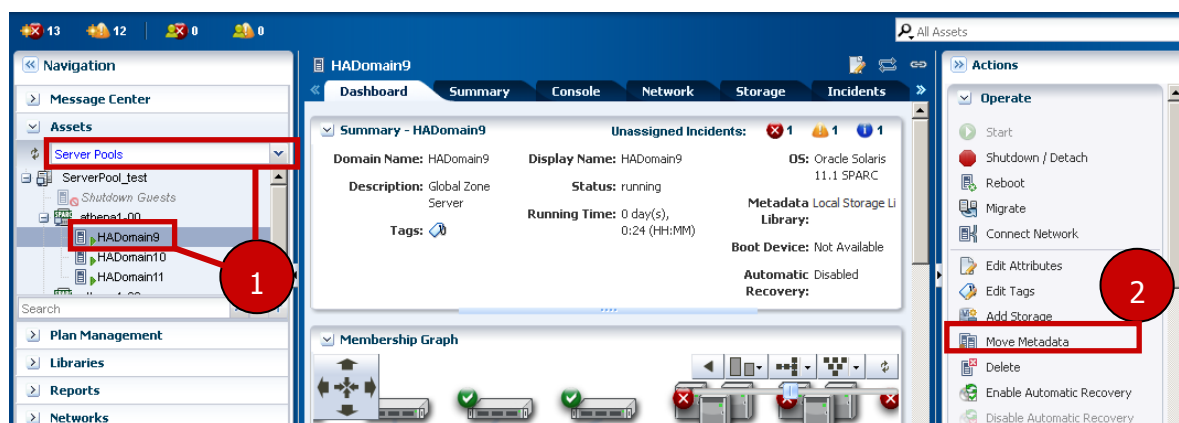 13 12 0 0
All Assets
Navigation
Message Center
Assets
Server Pools
ServerPool_test
Shutdown Guests
athena1-00
HADomain9
HADomain10
HADomain11
1
Search
Plan Management
Libraries
Reports
Networks
HADomain9
Dashboard Summary Console Network Storage Incidents
Summary - HADomain9 Unassigned Incidents: 1 1 1
Domain Name: HADomain9
Description: Global Zone
Server
Tags:
Display Name: HADomain9
Status: running
Running Time: 0 day(s),
0:24 (HH:MM)
OS: Oracle Solaris
11.1 SPARC
Metadata Local Storage Li
Library:
Boot Device: Not Available
Automatic Disabled
Recovery:
Membership Graph
Actions
Operate
Start
Shutdown / Detach
Reboot
Migrate
Connect Network
Edit Attributes
Edit Tags
2
Add Storage
Move Metadata
Delete
Enable Automatic Recovery
Disable Automatic Recovery